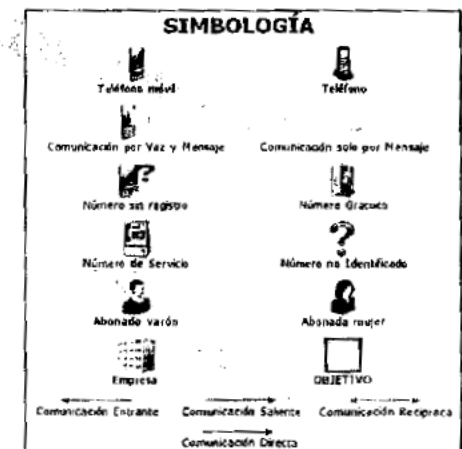 SIMBOLOGÍA
Teléfono móvil Teléfono
Comunicación por Voz y Mensaje Comunicación solo por Mensaje
Número sin registro Número Gratuito
Número de Servicio Número no Identificado
Abonado varón Abonada mujer
Empresa OBJETIVO
Comunicación Entrante Comunicación Saliente Comunicación Recíproca
Comunicación Directa